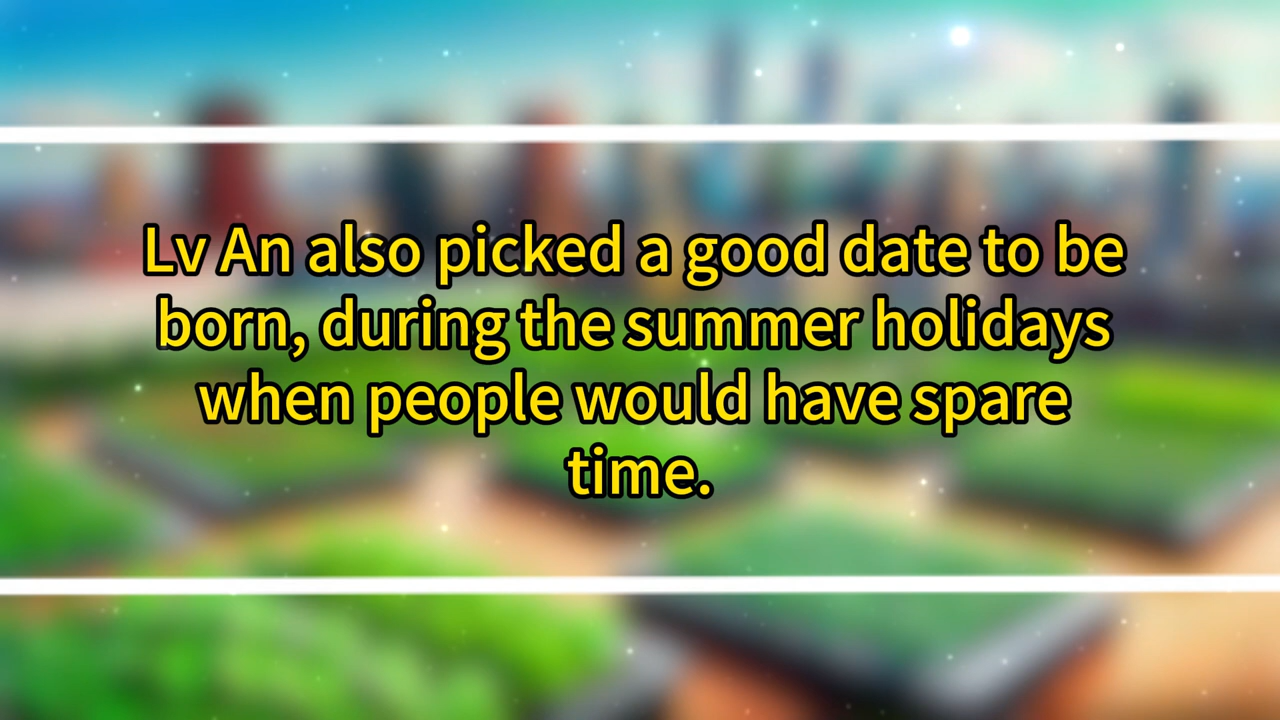 Lv An also picked a good date to be
born, during the summer holidays
when people would have spare
time.